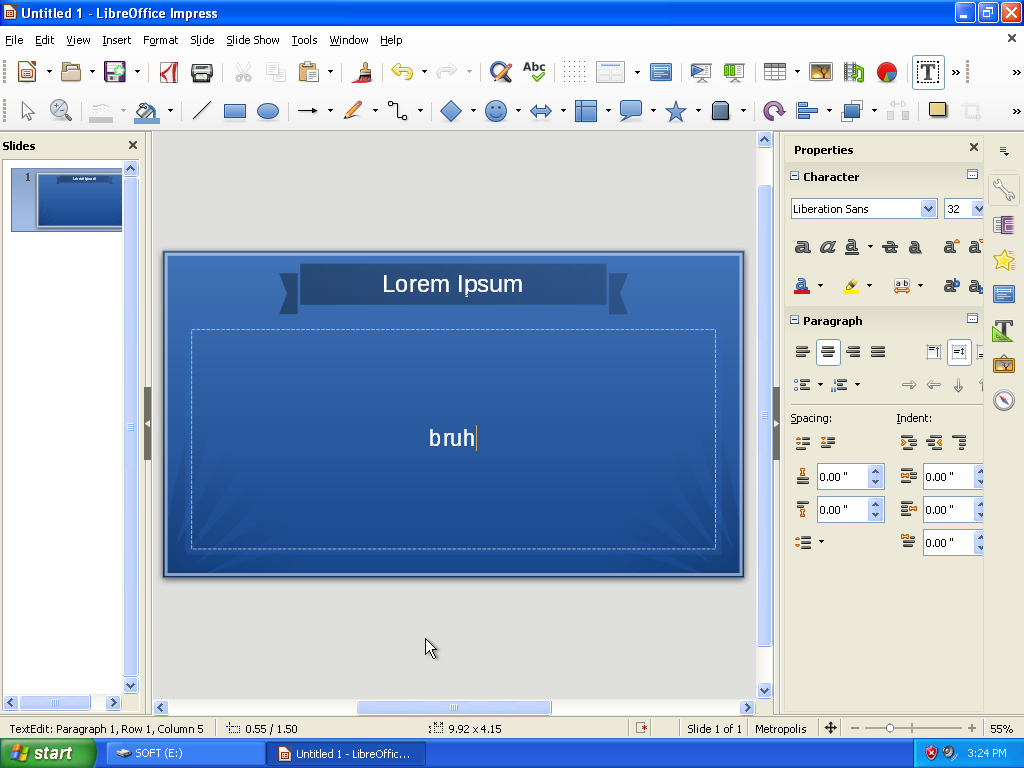 Untitled 1 - LibreOffice Impress
File Edit View Insert Format Slide Slide Show Tools Window Help
Abc
Slides
1
Lorem Ipsum
Lorem Ipsum
bruh
Properties
Character
Liberation Sans 32
Paragraph
Spacing: Indent:
0.00 " 0.00 "
0.00 " 0.00 "
0.00 "
TextEdit: Paragraph 1, Row 1, Column 5 0.55 / 1.50 9.92 x 4.15 Slide 1 of 1 Metropolis 55%
start SOFT (E:) Untitled 1 - LibreOffic... 3:24 PM